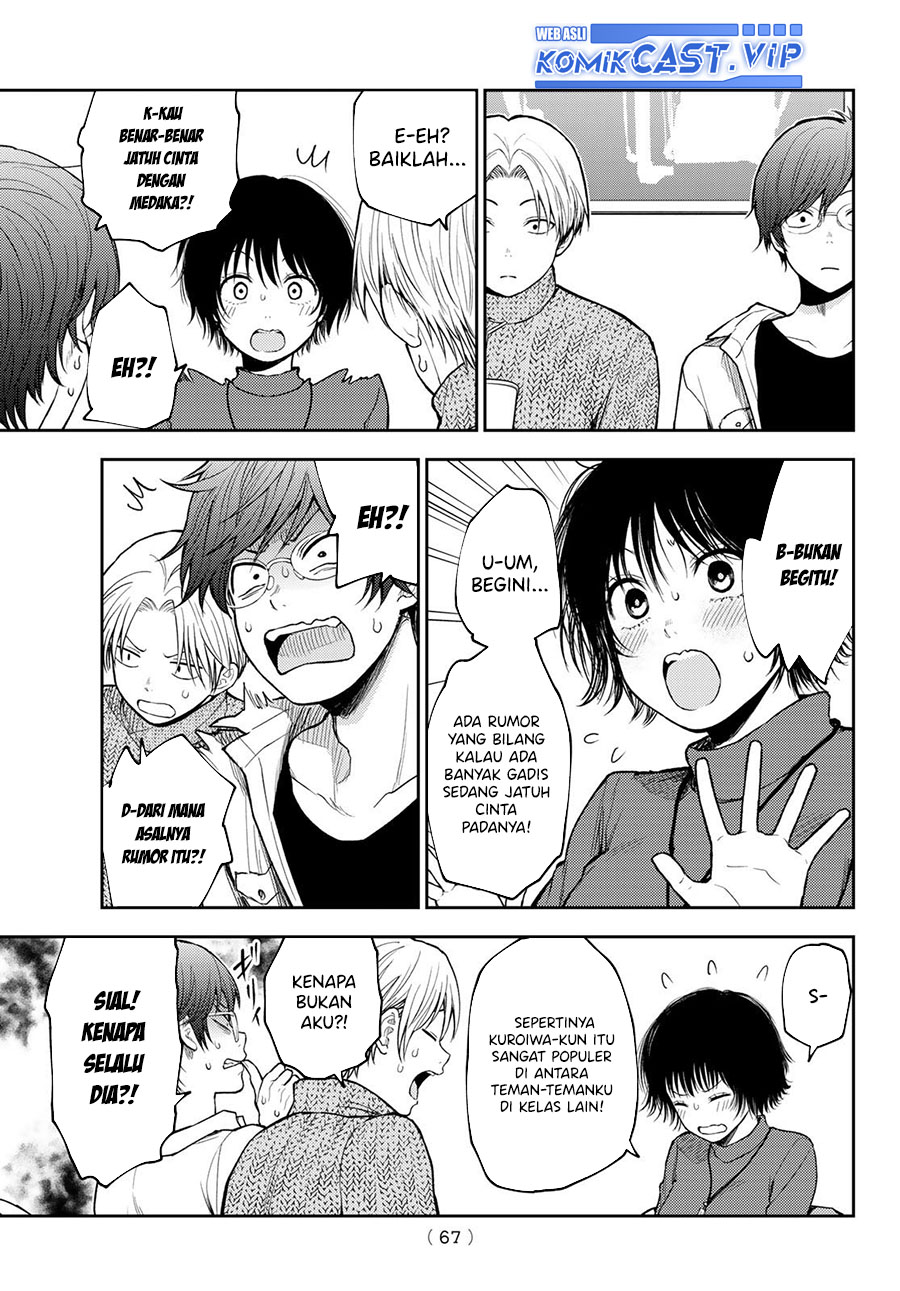 WEB ASLI
KOMIKCAST.VIP
E-EH?
BAIKLAH...
K-KAU
BENAR-BENAR
JATUH CINTA
DENGAN
MEDAKA?!
EH?!
B-BUKAN
BEGITU!
U-UM,
BEGINI...
ADA RUMOR
YANG BILANG
KALAU ADA
BANYAK GADIS
SEDANG JATUH
CINTA
PADANYA!
EH?!
D-DARI MANA
ASALNYA
RUMOR ITU?!
S-
SEPERTINYA
KUROIWA-KUN ITU
SANGAT POPULER
DI ANTARA
TEMAN-TEMANKU
DI KELAS LAIN!
KENAPA
BUKAN
AKU?!
SIAL!
KENAPA
SELALU
DIA?!
(67)